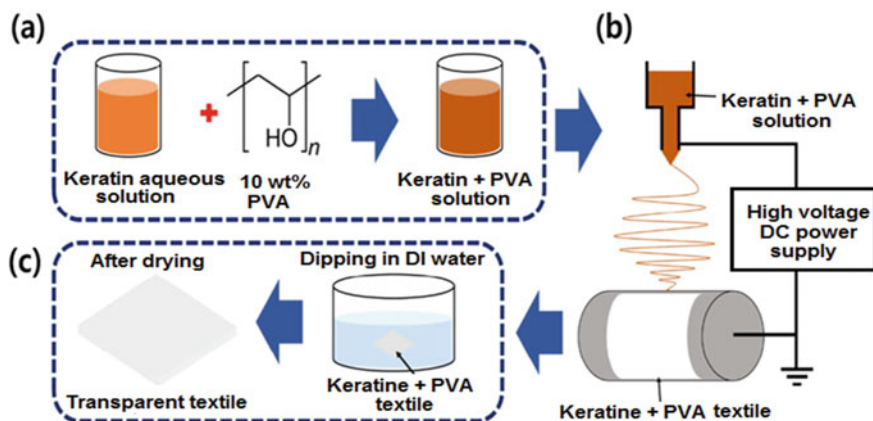 (a)
HO
n
Keratin aqueous
solution
10 wt%
PVA
Keratin + PVA
solution
(b)
Keratin + PVA
solution
High voltage
DC power
supply
Keratine + PVA textile
(c)
After drying
Transparent textile
Dipping in DI water
Keratine + PVA
textile